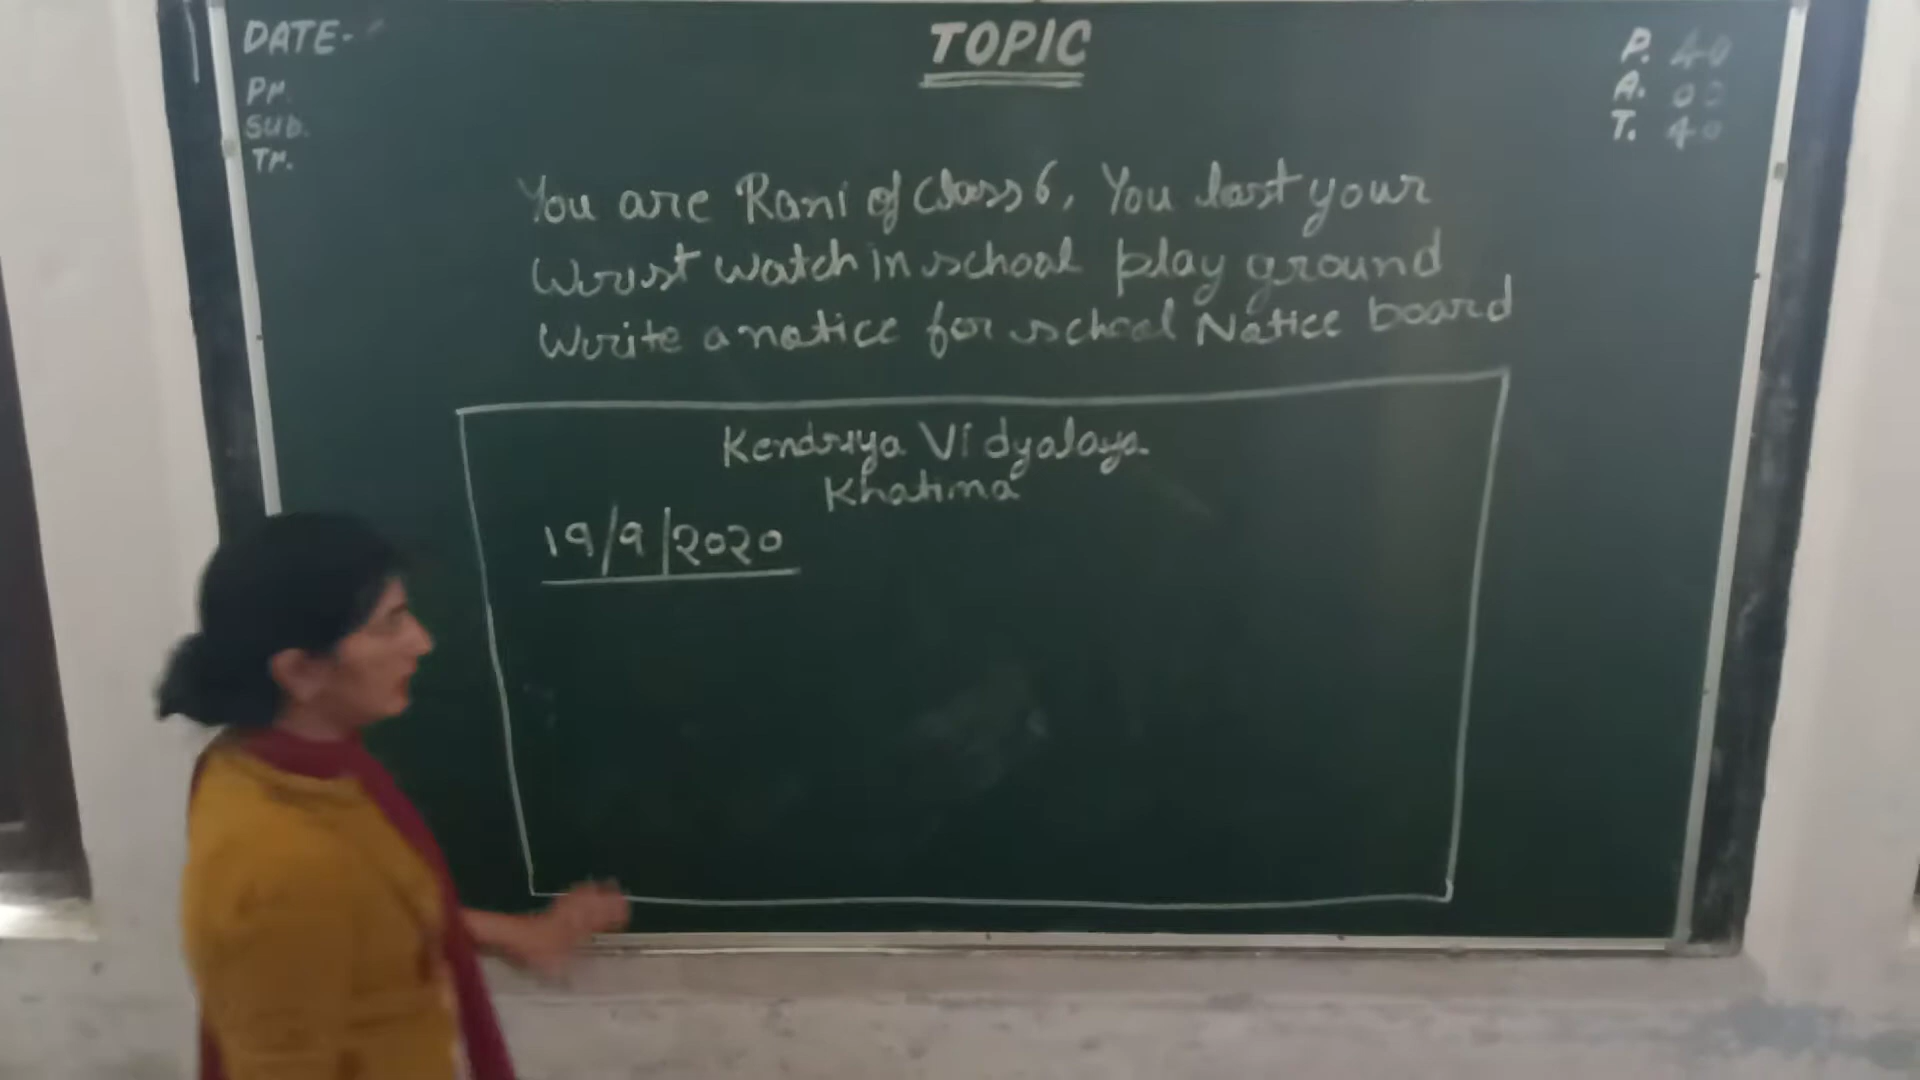 DATE-
Pr.
Sub.
Tr.
TOPIC
P. 40
A. 00
T. 40
You are Rani of class 6, You lost your
Wrist watch in school play ground
Write a notice for school Notice board
Kendriya Vidyalaya
Khatima
19/9/2020